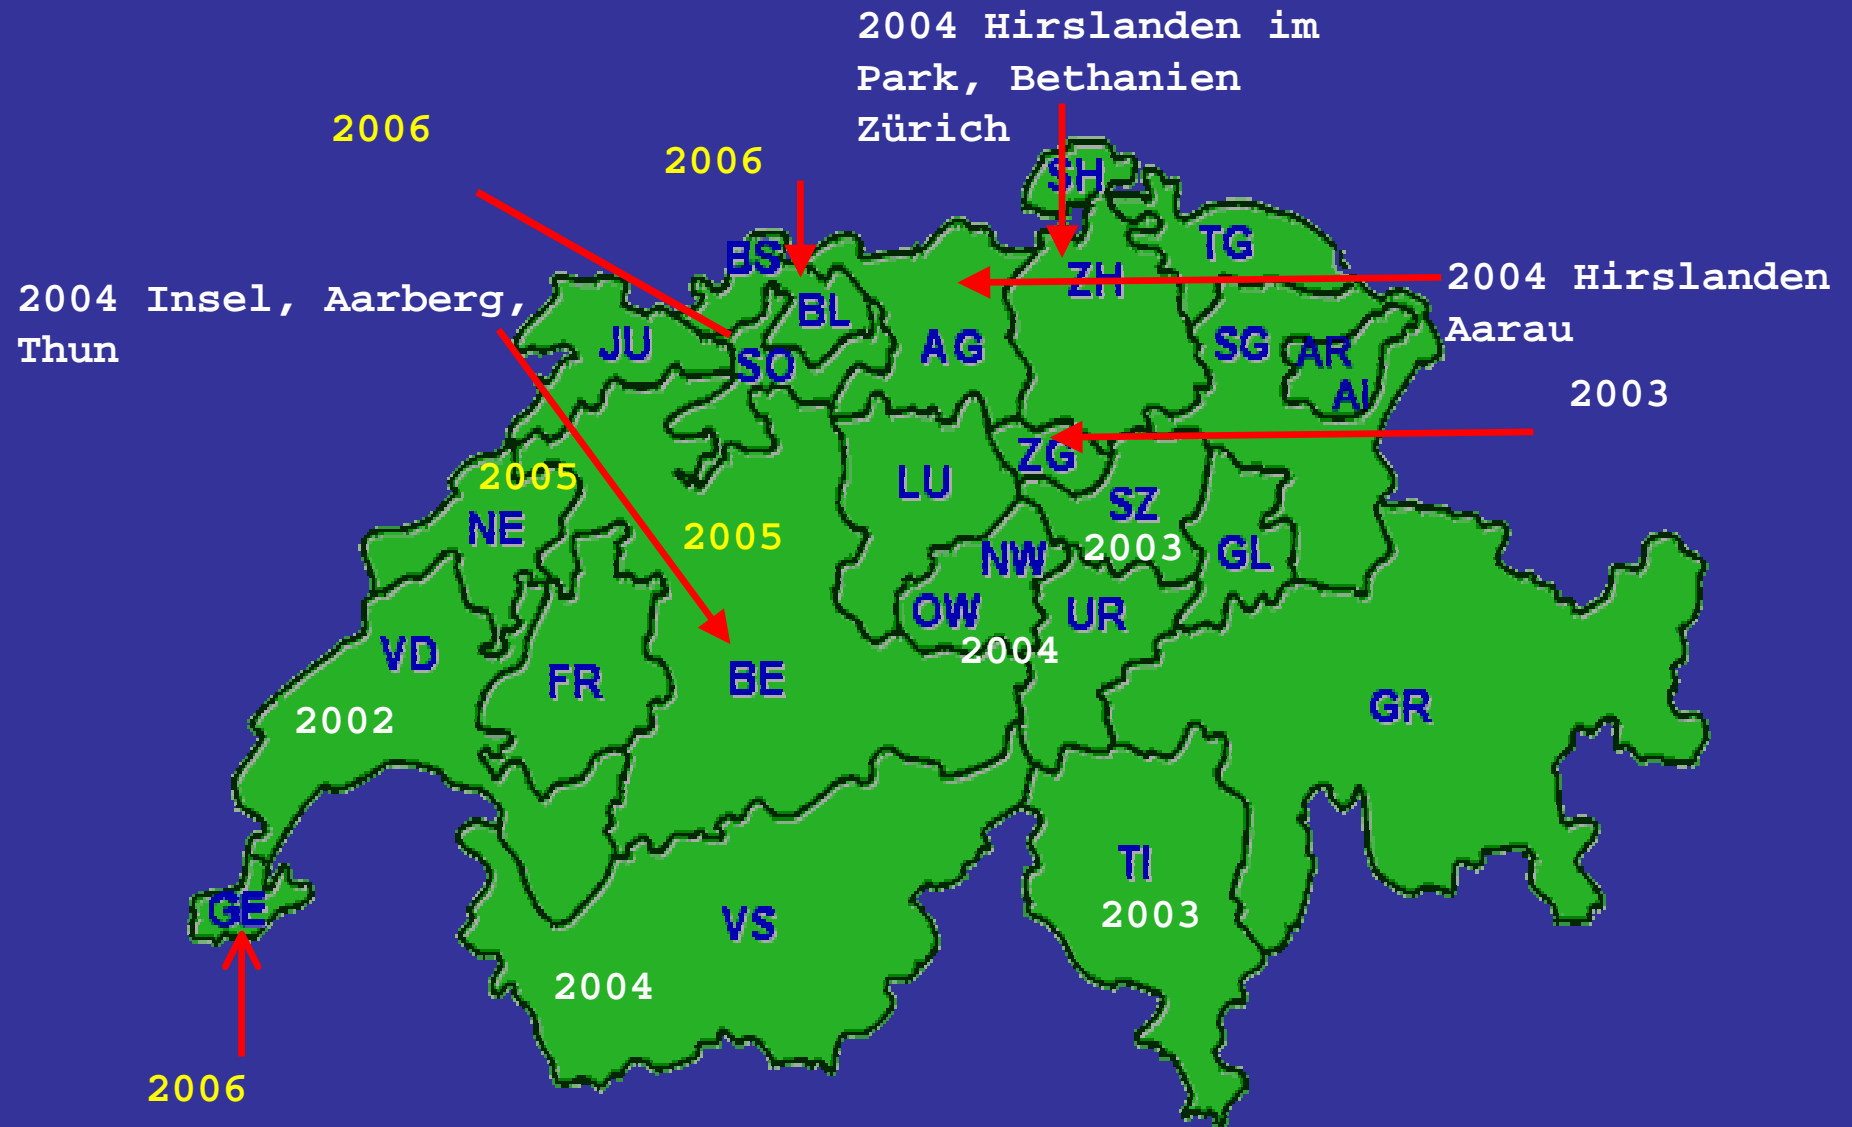 2004 Hirslanden im
Park, Bethanien
Zürich
2006
2006
SH
TG
BS
ZH
2004 Hirslanden
Aarau
2004 Insel, Aarberg,
Thun
BL
JU
SO
AG
SG
AR
AI
2003
ZG
2005
LU
SZ
NE
2005
2003
NW
GL
OW
UR
2004
VD
FR
BE
GR
2002
TI
2003
GE
VS
2004
2006